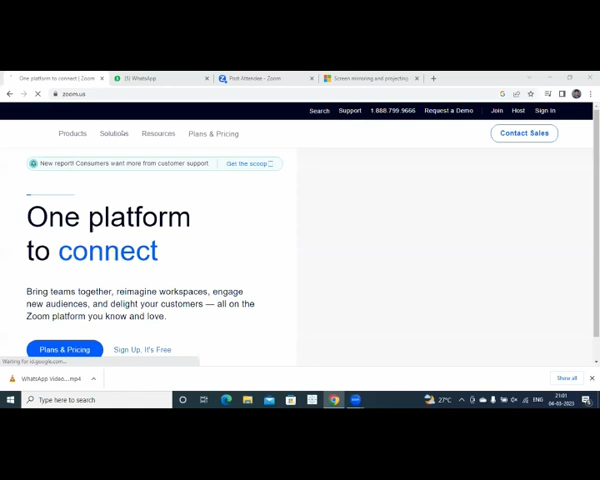 One platform to connect | Zoom
(5) WhatsApp
Post Attendee - Zoom
Screen mirroring and projecting
zoom.us
Search Support 1.888.799.9666 Request a Demo Join Host Sign In
Products Solutions Resources Plans & Pricing Contact Sales
New report! Consumers want more from customer support Get the scoop
One platform
to connect
Bring teams together, reimagine workspaces, engage
new audiences, and delight your customers — all on the
Zoom platform you know and love.
Plans & Pricing Sign Up, It's Free
Waiting for id.google.com...
WhatsApp Video....mp4 Show all
Type here to search 27°C ENG 21:01
04-03-2023